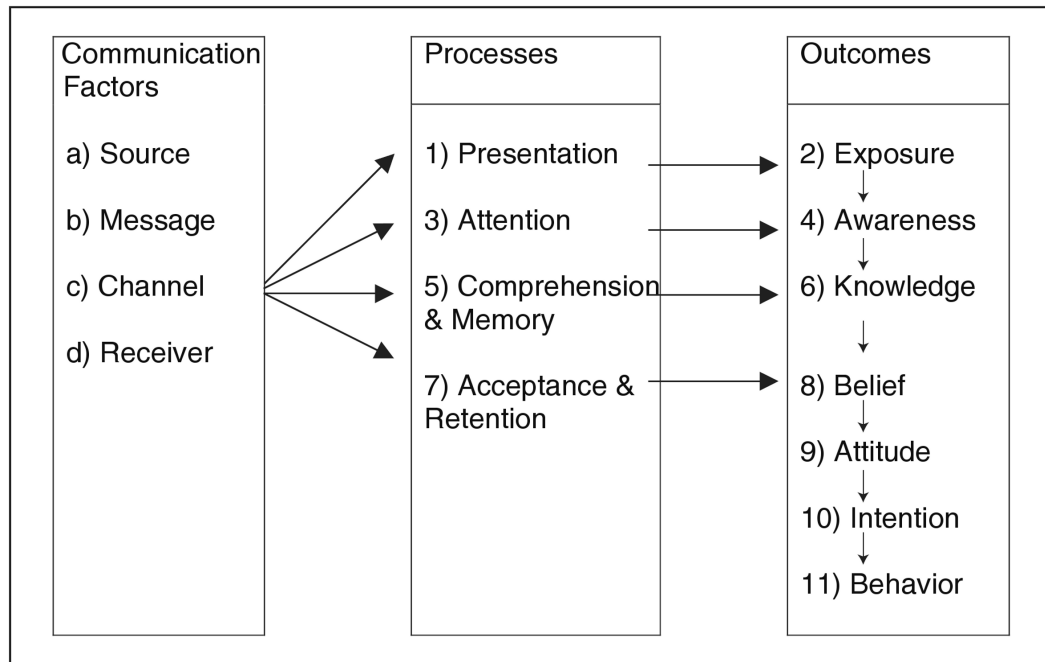 Communication
Factors
a) Source
b) Message
c) Channel
d) Receiver
Processes
1) Presentation
3) Attention
5) Comprehension
& Memory
7) Acceptance &
Retention
Outcomes
2) Exposure
4) Awareness
6) Knowledge
8) Belief
9) Attitude
10) Intention
11) Behavior